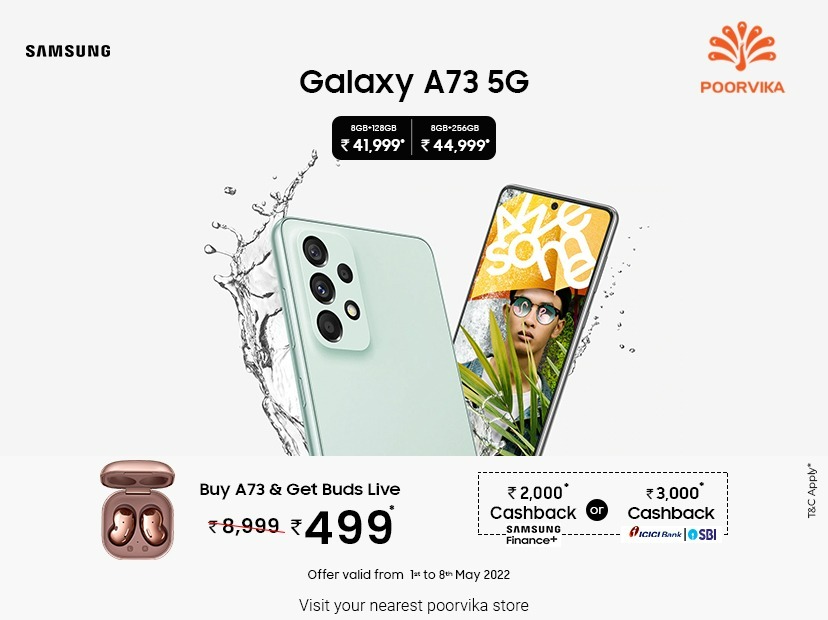 SAMSUNG
POORVIKA
Galaxy A73 5G
8GB+128GB
₹ 41,999*
8GB+256GB
₹ 44,999*
AWESOME
Buy A73 & Get Buds Live
₹ 8,999 ₹ 499*
₹ 2,000*
Cashback
SAMSUNG
Finance+
or
₹ 3,000*
Cashback
ICICI Bank | SBI
T&C Apply*
Offer valid from 1st to 8th May 2022
Visit your nearest poorvika store